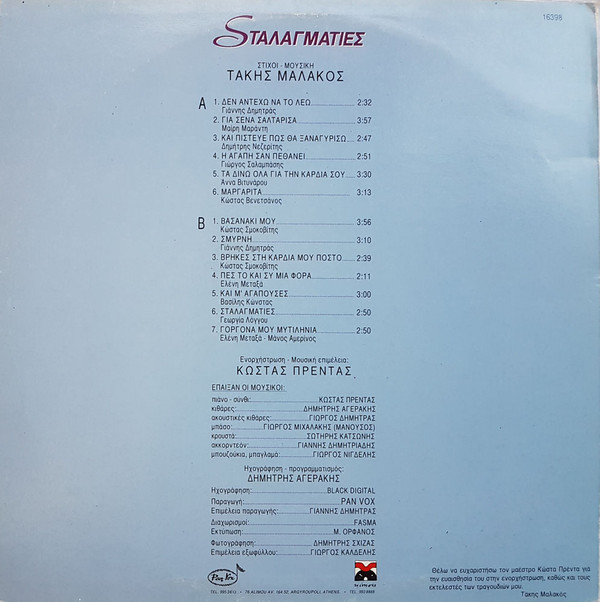 16398
ΣΤΑΛΑΓΜΑΤΙΕΣ
ΣΤΙΧΟΙ - ΜΟΥΣΙΚΗ
ΤΑΚΗΣ ΜΑΛΑΚΟΣ
Α 1. ΔΕΝ ΑΝΤΕΧΩ ΝΑ ΤΟ ΛΕΩ 2:32
Γιάννης Δημητράς
2. ΓΙΑ ΣΕΝΑ ΣΑΛΤΑΡΙΣΑ 3:57
Μαίρη Μαράντη
3. ΚΑΙ ΠΙΣΤΕΥΕ ΠΩΣ ΘΑ ΞΑΝΑΓΥΡΙΣΩ 2:47
Δημήτρης Νεζερίτης
4. Η ΑΓΑΠΗ ΣΑΝ ΠΕΘΑΝΕΙ 2:51
Γιώργος Σαλαμπάσης
5. ΤΑ ΔΙΝΩ ΟΛΑ ΓΙΑ ΤΗΝ ΚΑΡΔΙΑ ΣΟΥ 3:30
Αννα Βιτυνάρου
6. ΜΑΡΓΑΡΙΤΑ 3:13
Κώστας Βενετσάνος
Β 1. ΒΑΣΑΝΑΚΙ ΜΟΥ 3:56
Κώστας Σμοκοβίτης
2. ΣΜΥΡΝΗ 3:10
Γιάννης Δημητράς
3. ΒΡΗΚΕΣ ΣΤΗ ΚΑΡΔΙΑ ΜΟΥ ΠΟΣΤΟ 2:39
Κώστας Σμοκοβίτης
4. ΠΕΣ ΤΟ ΚΑΙ ΣΥ ΜΙΑ ΦΟΡΑ 2:11
Ελένη Μεταξά
5. ΚΑΙ Μ' ΑΓΑΠΟΥΣΕΣ 3:00
Βασίλης Κώνστας
6. ΣΤΑΛΑΓΜΑΤΙΕΣ 2:50
Γεωργία Λόγγου
7. ΓΟΡΓΟΝΑ ΜΟΥ ΜΥΤΙΛΗΝΙΑ 2:50
Ελένη Μεταξά - Μάνος Αμερίνος
Ενορχήστρωση - Μουσική επιμέλεια:
ΚΩΣΤΑΣ ΠΡΕΝΤΑΣ
ΕΠΑΙΞΑΝ ΟΙ ΜΟΥΣΙΚΟΙ:
πιάνο - σύνθι: ΚΩΣΤΑΣ ΠΡΕΝΤΑΣ
κιθάρες: ΔΗΜΗΤΡΗΣ ΑΓΕΡΑΚΗΣ
ακουστικές κιθάρες: ΓΙΩΡΓΟΣ ΔΗΜΗΤΡΑΣ
μπάσο: ΓΙΩΡΓΟΣ ΜΙΧΑΛΑΚΗΣ (ΜΑΝΟΥΣΟΣ)
κρουστά: ΣΩΤΗΡΗΣ ΚΑΤΣΩΝΗΣ
ακκορντεόν: ΓΙΑΝΝΗΣ ΔΗΜΗΤΡΙΑΔΗΣ
μπουζούκια, μπαγλαμά: ΓΙΩΡΓΟΣ ΝΙΓΔΕΛΗΣ
Ηχογράφηση - προγραμματισμός:
ΔΗΜΗΤΡΗΣ ΑΓΕΡΑΚΗΣ
Ηχογράφηση: BLACK DIGITAL
Παραγωγή: PAN VOX
Επιμέλεια παραγωγής: ΓΙΑΝΝΗΣ ΔΗΜΗΤΡΑΣ
Διαχωρισμοί: FASMA
Εκτύπωση: Μ. ΟΡΦΑΝΟΣ
Φωτογράφηση: ΔΗΜΗΤΡΗΣ ΣΧΙΖΑΣ
Επιμέλεια εξωφύλλου: ΓΙΩΡΓΟΣ ΚΑΛΔΕΛΗΣ
Pan Vox
Θέλω να ευχαριστήσω τον μαέστρο Κώστα Πρεντα γιά
την ευαισθησία του στην ενορχήστρωση, καθώς και τους
εκτελεστές των τραγουδιών μου.
Τάκης Μαλακός